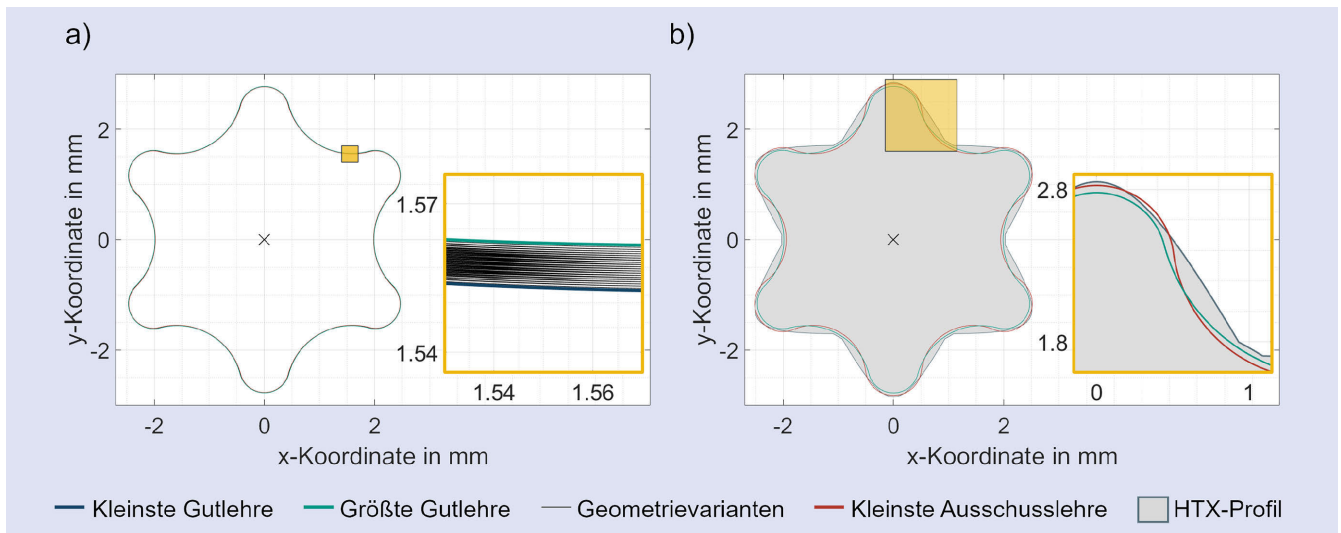 a)
y-Koordinate in mm
2
0
-2
1.57
1.54
1.54 1.56
-2 0 2
x-Koordinate in mm
b)
y-Koordinate in mm
2
0
-2
2.8
1.8
0 1
-2 0 2
x-Koordinate in mm
Kleinste Gutlehre Größte Gutlehre Geometrievarianten Kleinste Ausschusslehre HTX-Profil